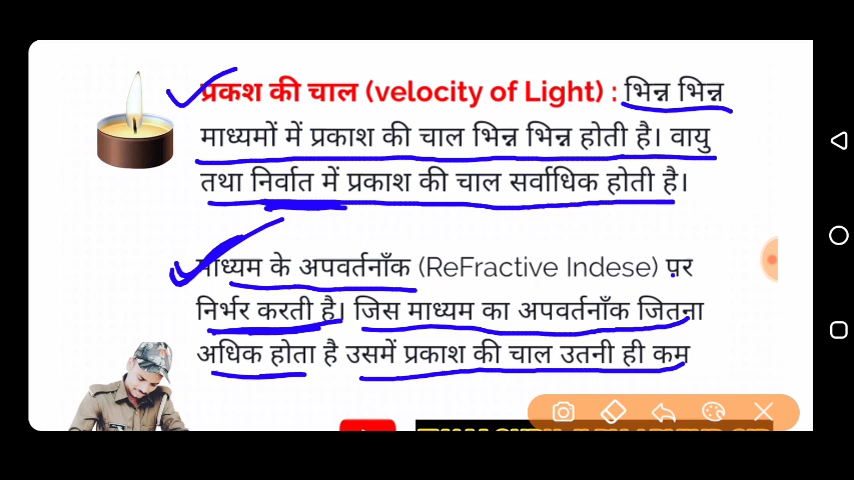 प्रकश की चाल (velocity of Light) : भिन्न भिन्न
माध्यमों में प्रकाश की चाल भिन्न भिन्न होती है। वायु
तथा निर्वात में प्रकाश की चाल सर्वाधिक होती है।
माध्यम के अपवर्तनाँक (ReFractive Indese) पर
निर्भर करती है। जिस माध्यम का अपवर्तनाँक जितना
अधिक होता है उसमें प्रकाश की चाल उतनी ही कम